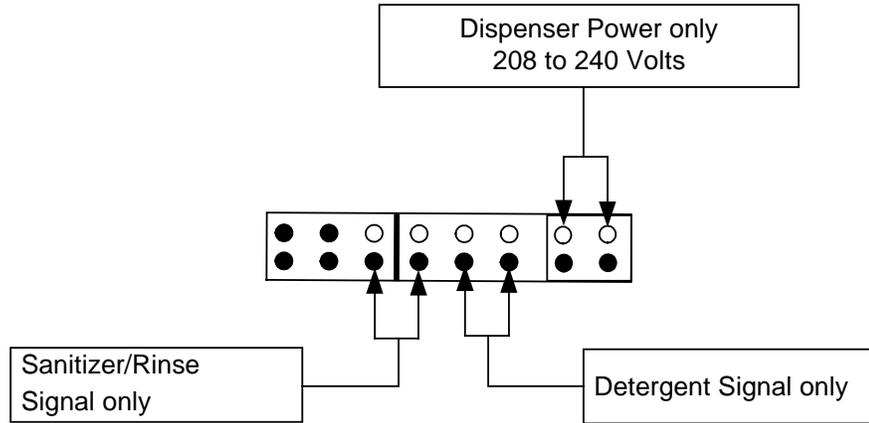 Dispenser Power only
208 to 240 Volts
Sanitizer/Rinse
Signal only
Detergent Signal only